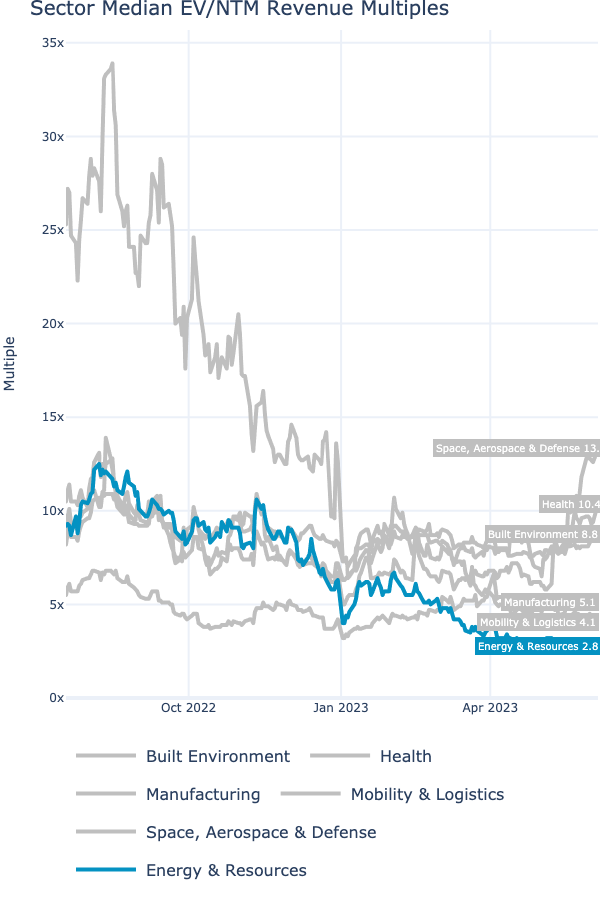 Sector Median EV/NTM Revenue Multiples
35x
30x
25x
20x
15x
10x
5x
0x
Multiple
Space, Aerospace & Defense 13.
Health 10.4
Built Environment 8.8
Manufacturing 5.1
Mobility & Logistics 4.1
Energy & Resources 2.8
Oct 2022
Jan 2023
Apr 2023
Built Environment
Health
Manufacturing
Mobility & Logistics
Space, Aerospace & Defense
Energy & Resources